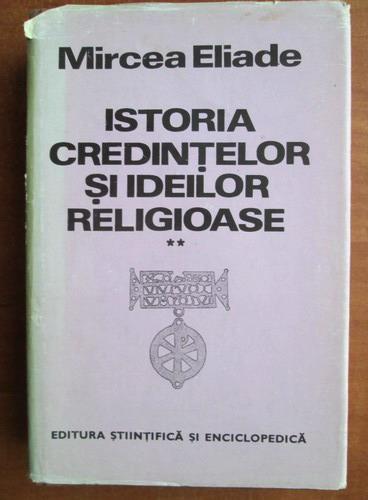 Mircea Eliade
ISTORIA
CREDINȚELOR
ȘI IDEILOR
RELIGIOASE
**
EDITURA ȘTIINȚIFICĂ ȘI ENCICLOPEDICĂ